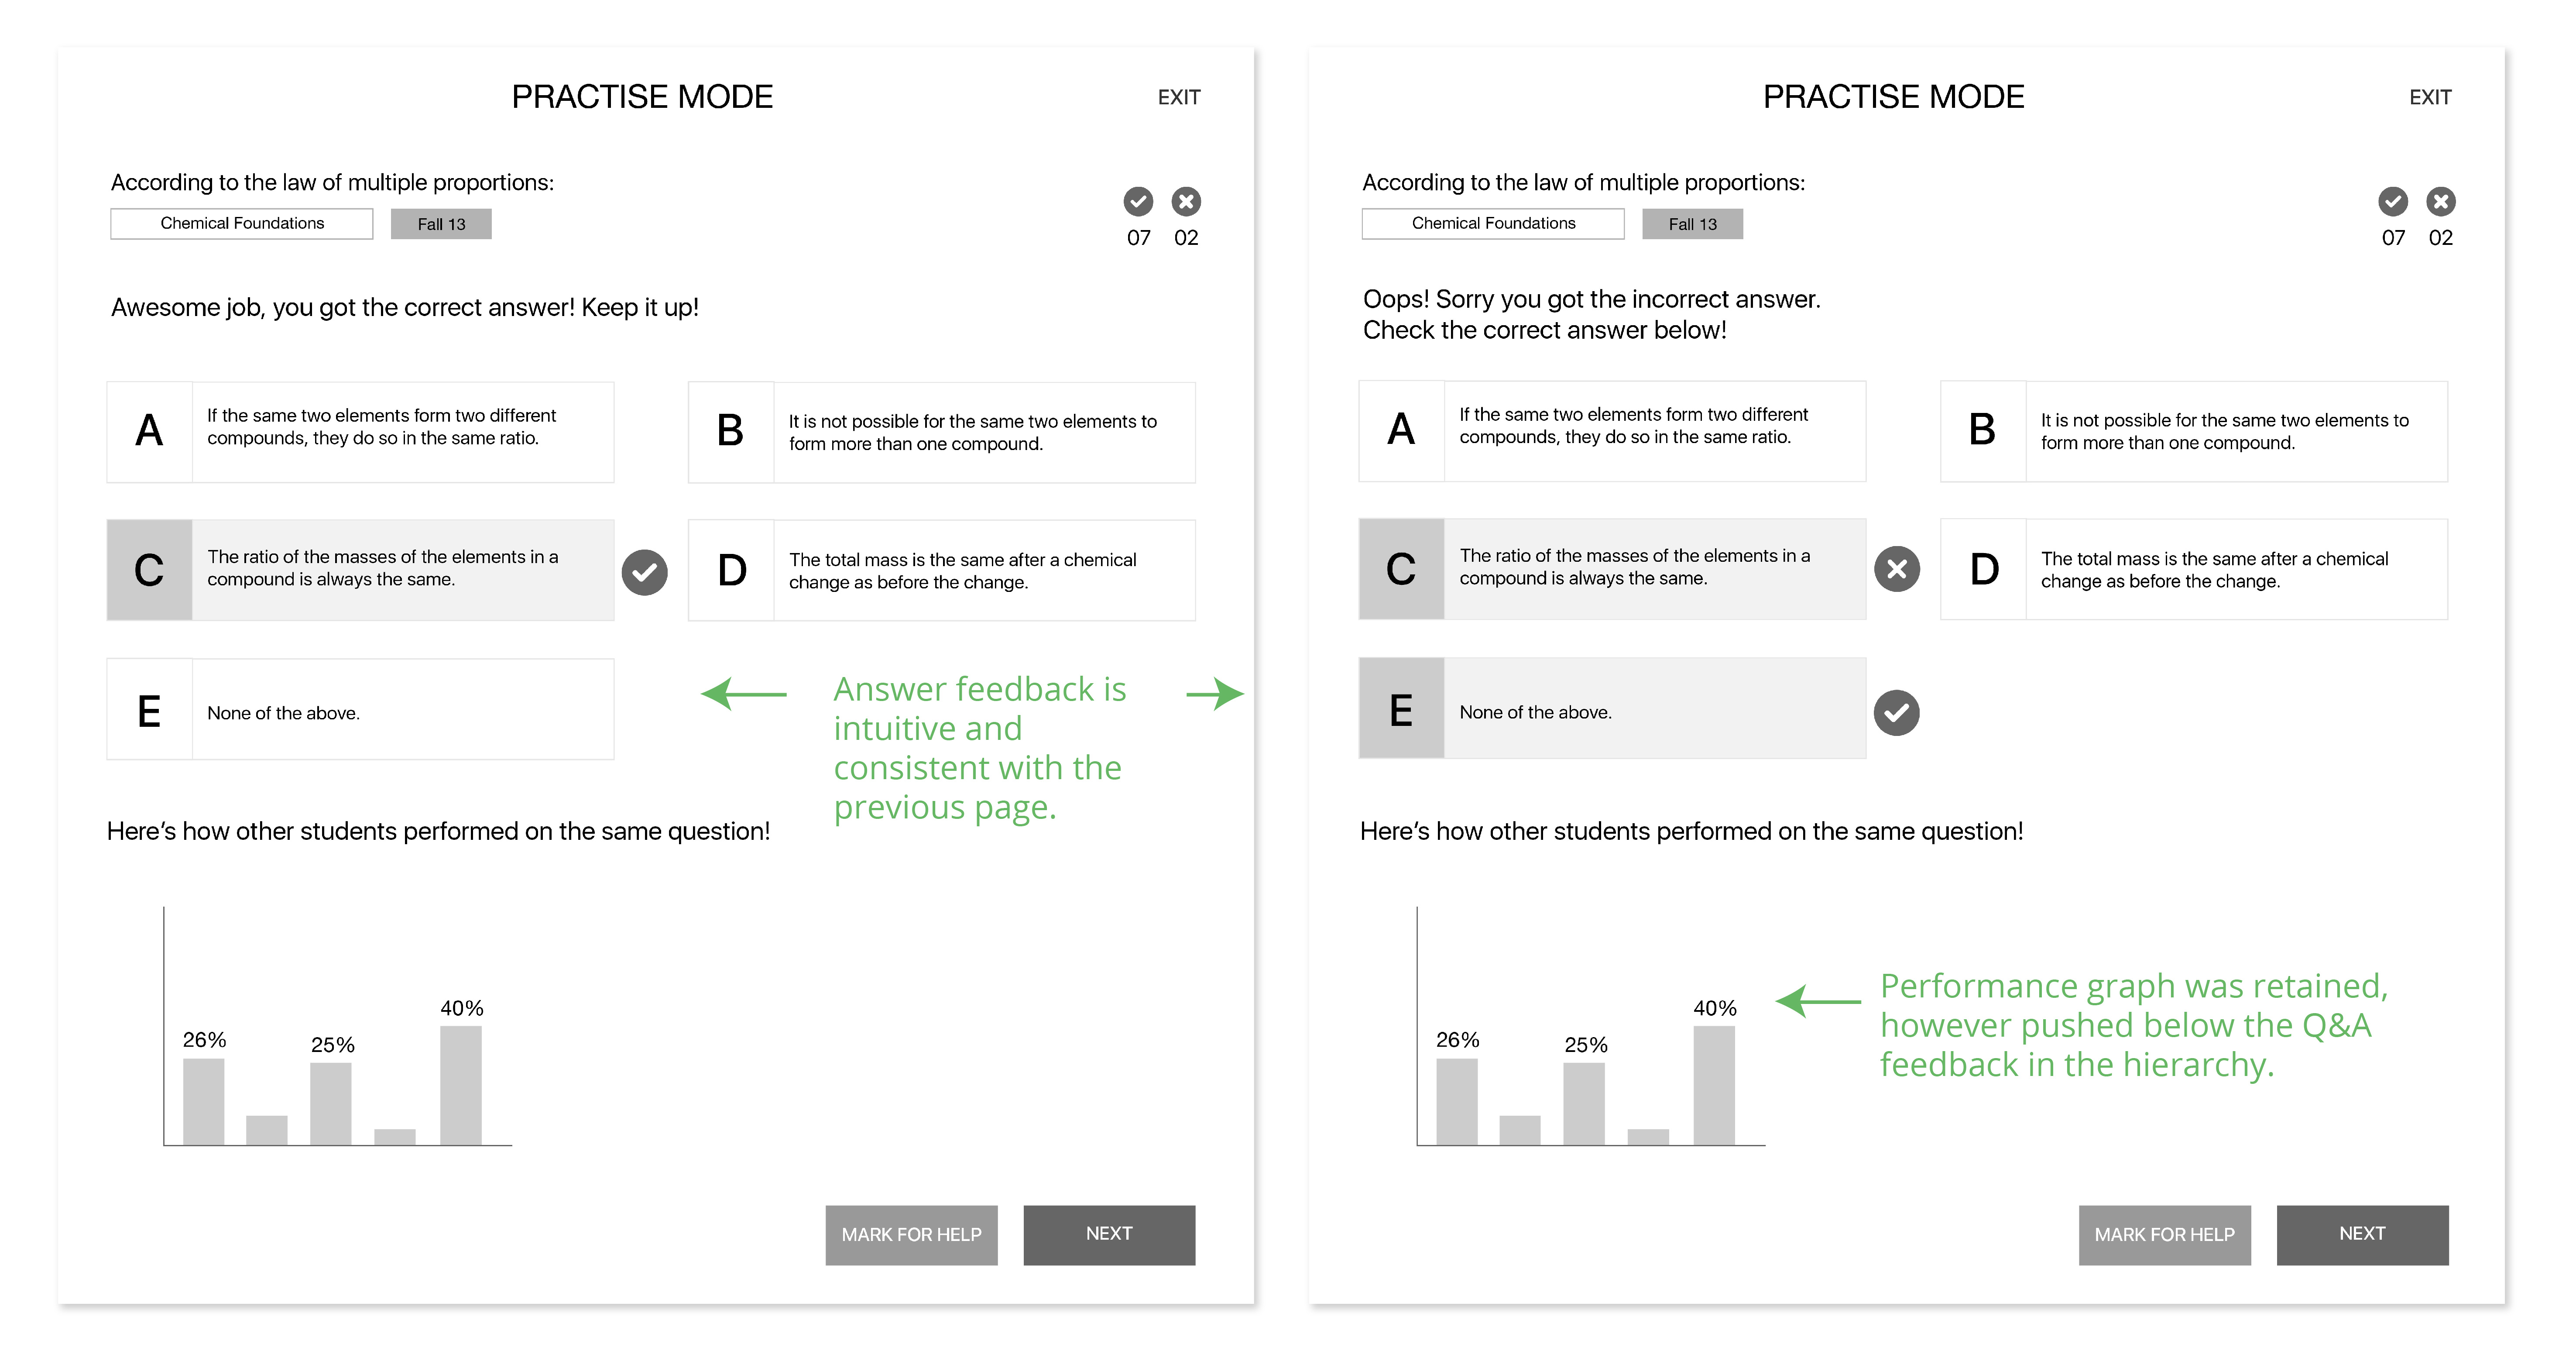 PRACTISE MODE
EXIT
According to the law of multiple proportions:
Chemical Foundations
Fall 13
07
02
Awesome job, you got the correct answer! Keep it up!
A
If the same two elements form two different
compounds, they do so in the same ratio.
B
It is not possible for the same two elements to
form more than one compound.
C
The ratio of the masses of the elements in a
compound is always the same.
D
The total mass is the same after a chemical
change as before the change.
E
None of the above.
Answer feedback is
intuitive and
consistent with the
previous page.
Here’s how other students performed on the same question!
26%
25%
40%
MARK FOR HELP
NEXT
PRACTISE MODE
EXIT
According to the law of multiple proportions:
Chemical Foundations
Fall 13
07
02
Oops! Sorry you got the incorrect answer.
Check the correct answer below!
A
If the same two elements form two different
compounds, they do so in the same ratio.
B
It is not possible for the same two elements to
form more than one compound.
C
The ratio of the masses of the elements in a
compound is always the same.
D
The total mass is the same after a chemical
change as before the change.
E
None of the above.
Here’s how other students performed on the same question!
26%
25%
40%
Performance graph was retained,
however pushed below the Q&A
feedback in the hierarchy.
MARK FOR HELP
NEXT